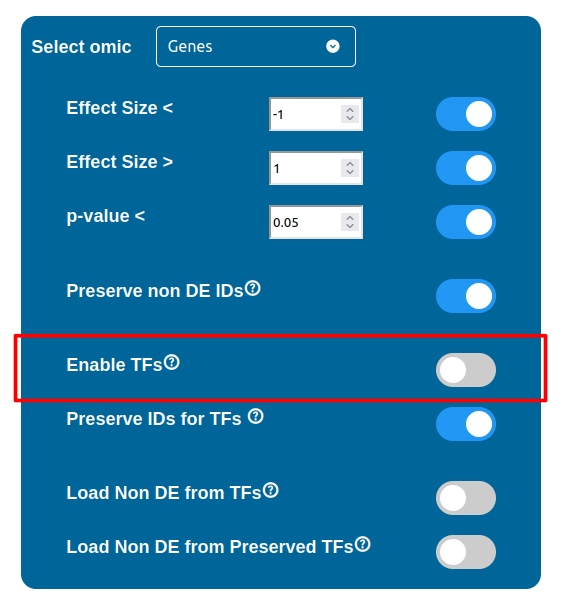 Select omic Genes
Effect Size < -1
Effect Size > 1
p-value < 0.05
Preserve non DE IDs?
Enable TFs?
Preserve IDs for TFs ?
Load Non DE from TFs?
Load Non DE from Preserved TFs?